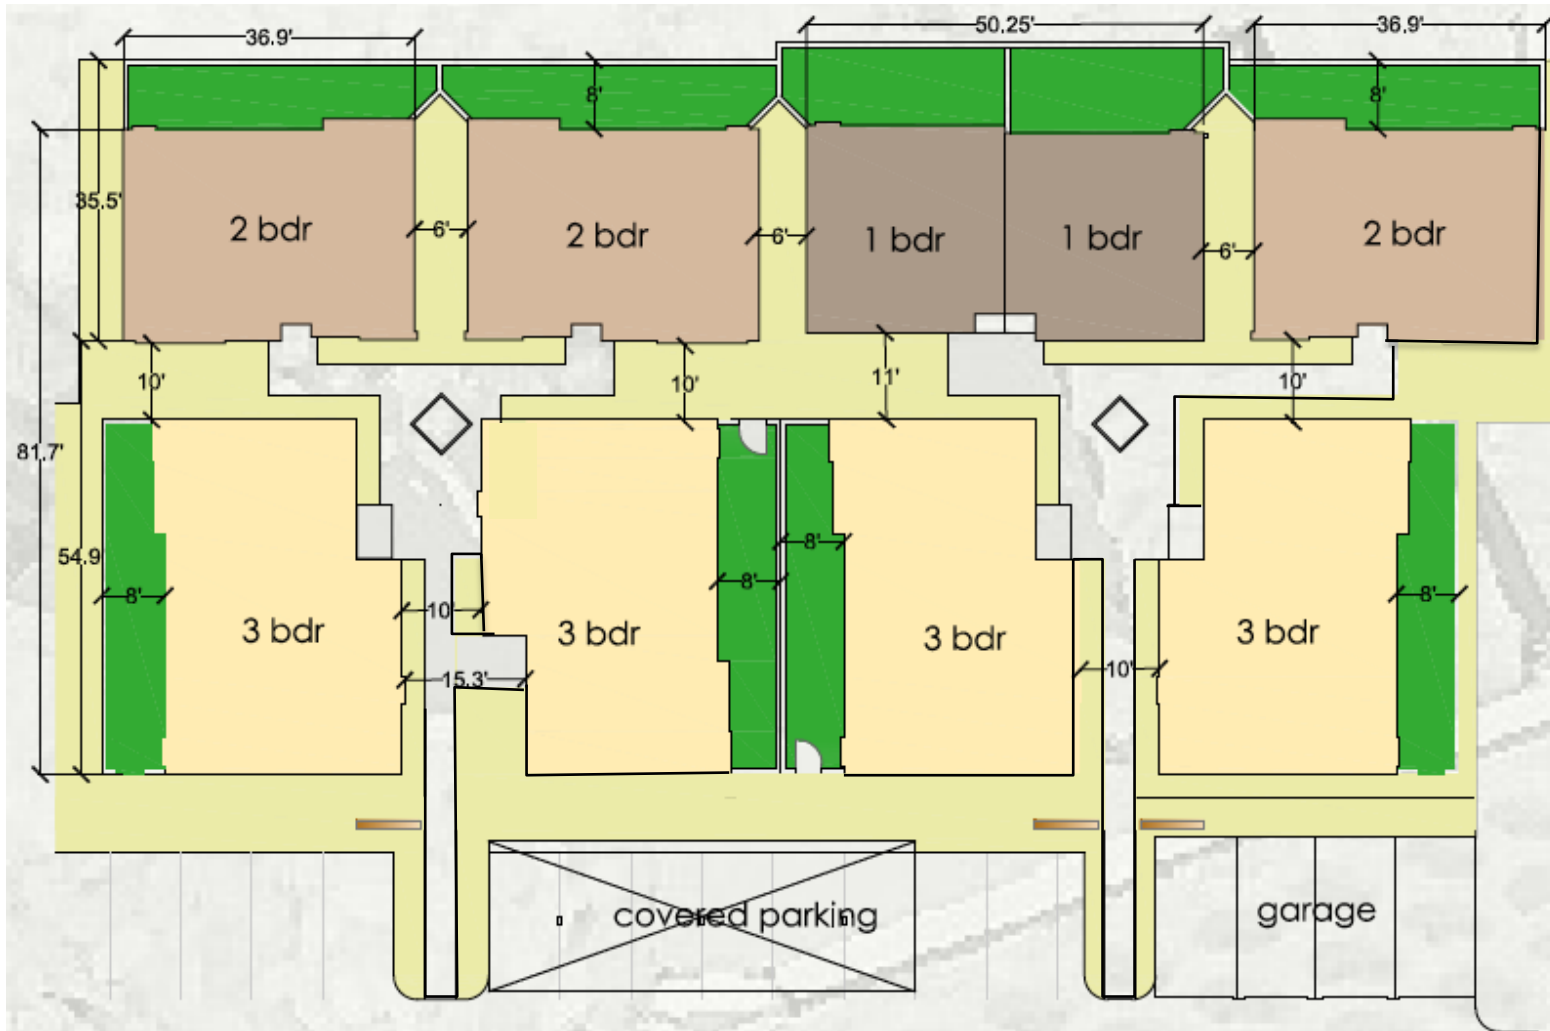 36.9'
50.25'
36.9'
8'
8'
35.5'
2 bdr
6'
2 bdr
6'
1 bdr
1 bdr
6'
2 bdr
10'
10'
11'
10'
81.7'
54.9'
8'
10'
8'
8'
8'
3 bdr
3 bdr
3 bdr
3 bdr
15.3'
10'
covered parking
garage